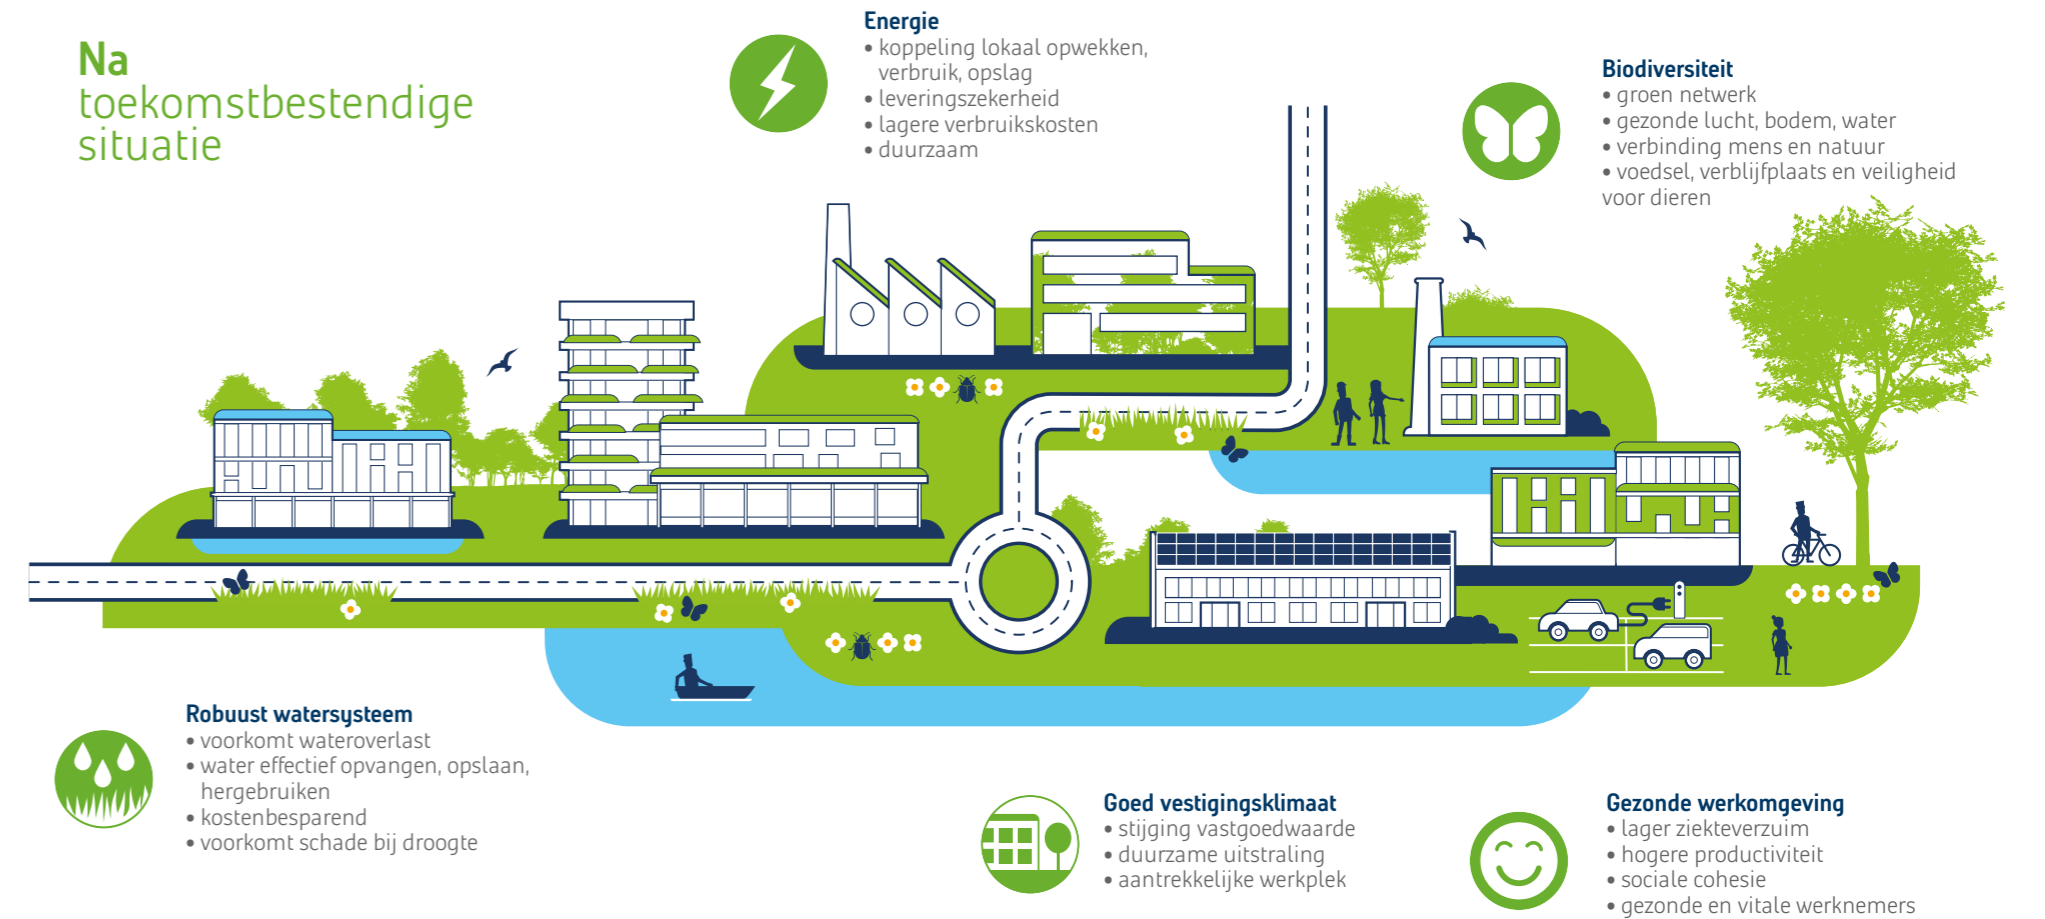 Na
toekomstbestendige
situatie
Energie
• koppeling lokaal opwekken,
verbruik, opslag
• leveringszekerheid
• lagere verbruikskosten
• duurzaam
Biodiversiteit
• groen netwerk
• gezonde lucht, bodem, water
• verbinding mens en natuur
• voedsel, verblijfplaats en veiligheid
voor dieren
Robuust watersysteem
• voorkomt wateroverlast
• water effectief opvangen, opslaan,
hergebruiken
• kostenbesparend
• voorkomt schade bij droogte
Goed vestigingsklimaat
• stijging vastgoedwaarde
• duurzame uitstraling
• aantrekkelijke werkplek
Gezonde werkomgeving
• lager ziekteverzuim
• hogere productiviteit
• sociale cohesie
• gezonde en vitale werknemers